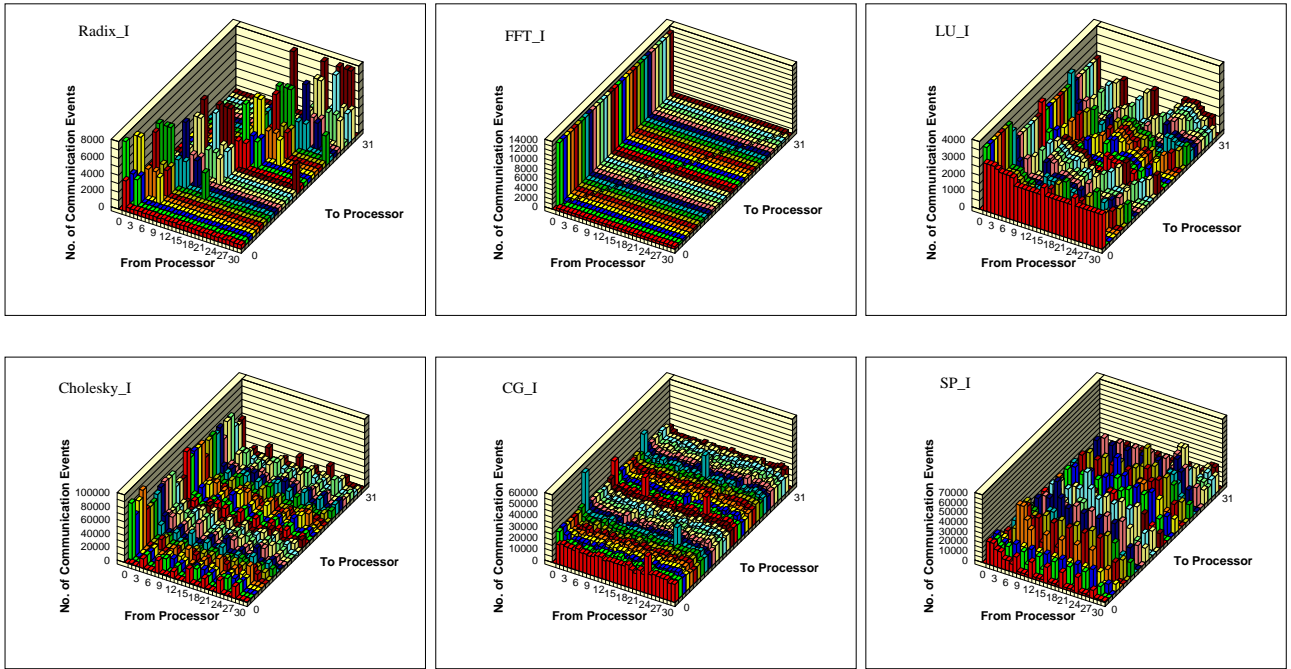 Radix_I
No. of Communication Events
8000
6000
4000
2000
0
0 3 6 9 12 15 18 21 24 27 30
From Processor
0
31
To Processor
FFT_I
No. of Communication Events
14000
12000
10000
8000
6000
4000
2000
0
0 3 6 9 12 15 18 21 24 27 30
From Processor
0
31
To Processor
LU_I
No. of Communication Events
4000
3000
2000
1000
0
0 3 6 9 12 15 18 21 24 27 30
From Processor
0
31
To Processor
Cholesky_I
No. of Communication Events
100000
80000
60000
40000
20000
0
0 3 6 9 12 15 18 21 24 27 30
From Processor
0
31
To Processor
CG_I
No. of Communication Events
60000
50000
40000
30000
20000
10000
0
0 3 6 9 12 15 18 21 24 27 30
From Processor
0
31
To Processor
SP_I
No. of Communication Events
70000
60000
50000
40000
30000
20000
10000
0
0 3 6 9 12 15 18 21 24 27 30
From Processor
0
31
To Processor